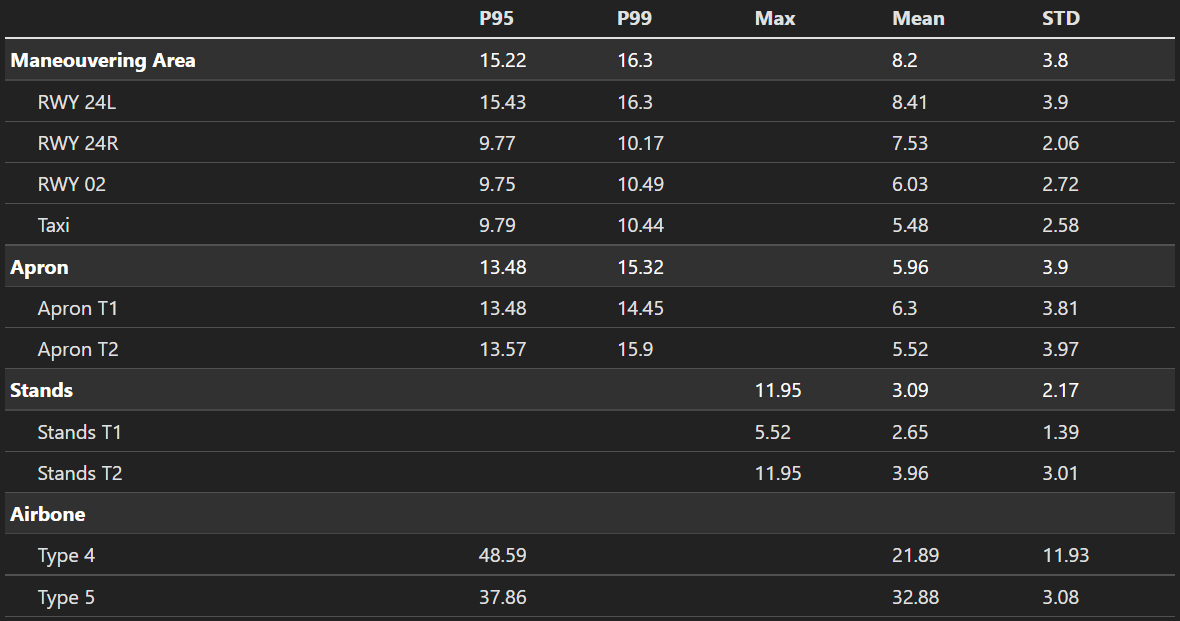 P95 P99 Max Mean STD
Maneouvering Area 15.22 16.3 8.2 3.8
RWY 24L 15.43 16.3 8.41 3.9
RWY 24R 9.77 10.17 7.53 2.06
RWY 02 9.75 10.49 6.03 2.72
Taxi 9.79 10.44 5.48 2.58
Apron 13.48 15.32 5.96 3.9
Apron T1 13.48 14.45 6.3 3.81
Apron T2 13.57 15.9 5.52 3.97
Stands 11.95 3.09 2.17
Stands T1 5.52 2.65 1.39
Stands T2 11.95 3.96 3.01
Airbone
Type 4 48.59 21.89 11.93
Type 5 37.86 32.88 3.08